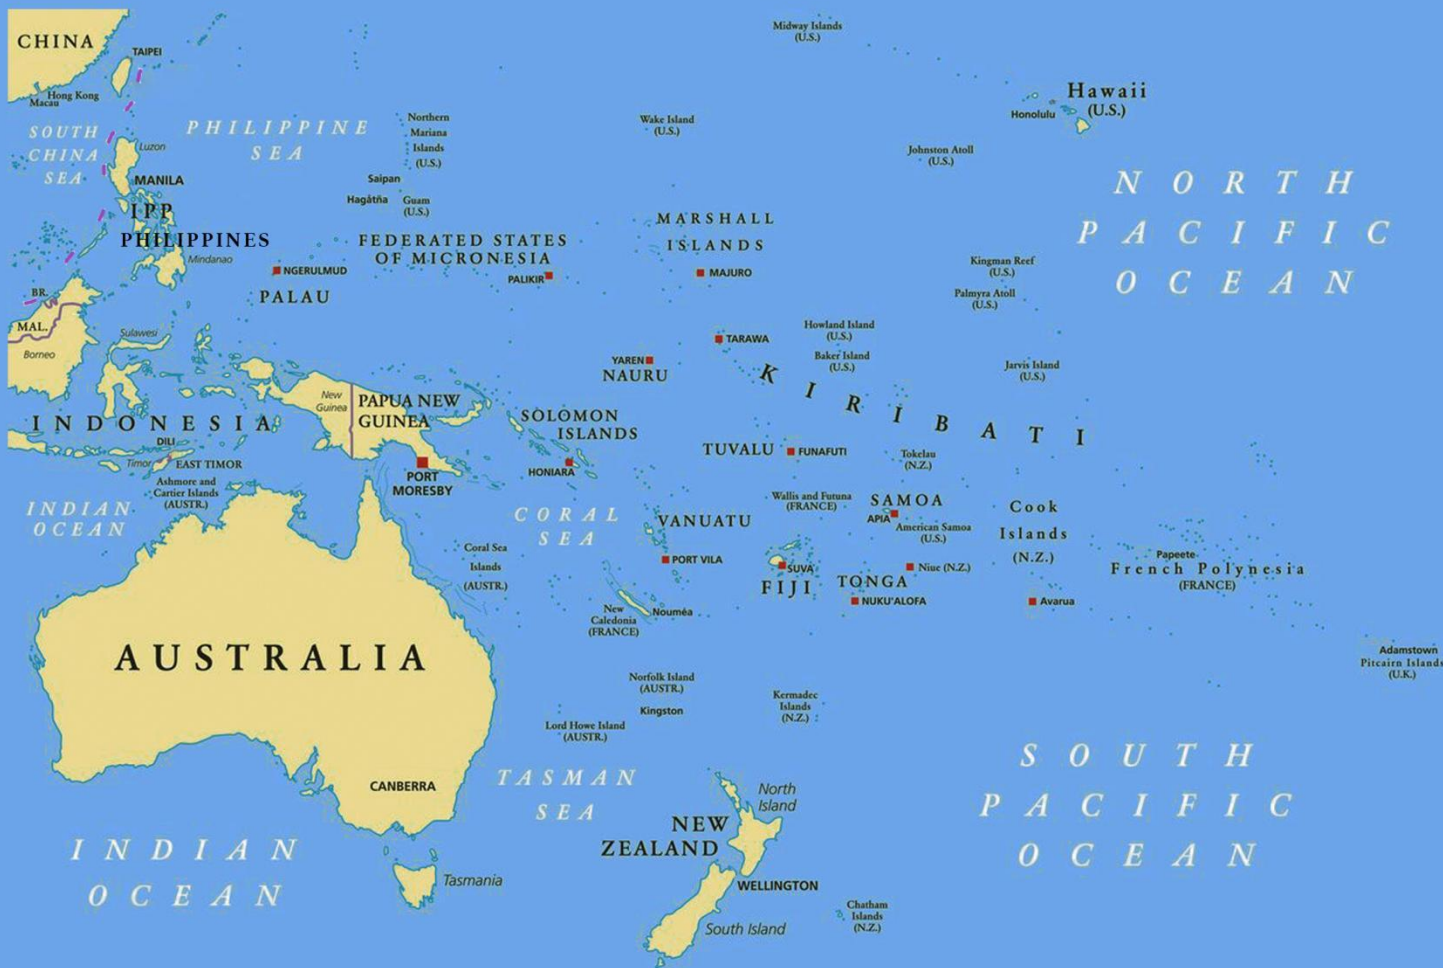 CHINA
TAIPEI
Hong Kong
Macau
SOUTH
CHINA
SEA
PHILIPPINE
SEA
Luzon
MANILA
IPP
PHILIPPINES
Mindanao
Northern
Mariana
Islands
(U.S.)
Saipan
Hagåtña
Guam
(U.S.)
Wake Island
(U.S.)
Midway Islands
(U.S.)
Hawaii
(U.S.)
Honolulu
Johnston Atoll
(U.S.)
NORTH
PACIFIC
OCEAN
MARSHALL
ISLANDS
MAJURO
FEDERATED STATES
OF MICRONESIA
PALIKIR
NGERULMUD
PALAU
Kingman Reef
(U.S.)
Palmyra Atoll
(U.S.)
BR.
MAL.
Borneo
Sulawesi
INDONESIA
DILI
Timor
EAST TIMOR
Ashmore and
Cartier Islands
(AUSTR.)
INDIAN
OCEAN
New
Guinea
PAPUA NEW
GUINEA
PORT
MORESBY
YAREN
NAURU
TARAWA
Howland Island
(U.S.)
Baker Island
(U.S.)
Jarvis Island
(U.S.)
KIRIBATI
SOLOMON
ISLANDS
HONIARA
TUVALU
FUNAFUTI
Tokelau
(N.Z.)
Wallis and Futuna
(FRANCE)
SAMOA
APIA
American Samoa
(U.S.)
Cook
Islands
(N.Z.)
CORAL
SEA
Coral Sea
Islands
(AUSTR.)
VANUATU
PORT VILA
SUVA
FIJI
TONGA
NUKU'ALOFA
Niue (N.Z.)
Avarua
Papeete
French Polynesia
(FRANCE)
New
Caledonia
(FRANCE)
Nouméa
Adamstown
Pitcairn Islands
(U.K.)
AUSTRALIA
CANBERRA
Norfolk Island
(AUSTR.)
Kingston
Lord Howe Island
(AUSTR.)
Kermadec
Islands
(N.Z.)
TASMAN
SEA
SOUTH
PACIFIC
OCEAN
INDIAN
OCEAN
Tasmania
North
Island
NEW
ZEALAND
WELLINGTON
South Island
Chatham
Islands
(N.Z.)